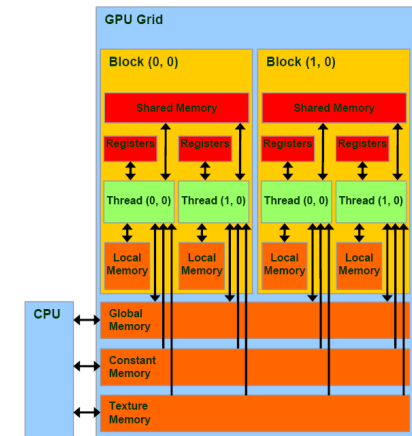 GPU Grid
Block (0, 0)
Block (1, 0)
Shared Memory
Shared Memory
Registers
Registers
Registers
Registers
Thread (0, 0)
Thread (1, 0)
Thread (0, 0)
Thread (1, 0)
Local
Memory
Local
Memory
Local
Memory
Local
Memory
CPU
Global
Memory
Constant
Memory
Texture
Memory